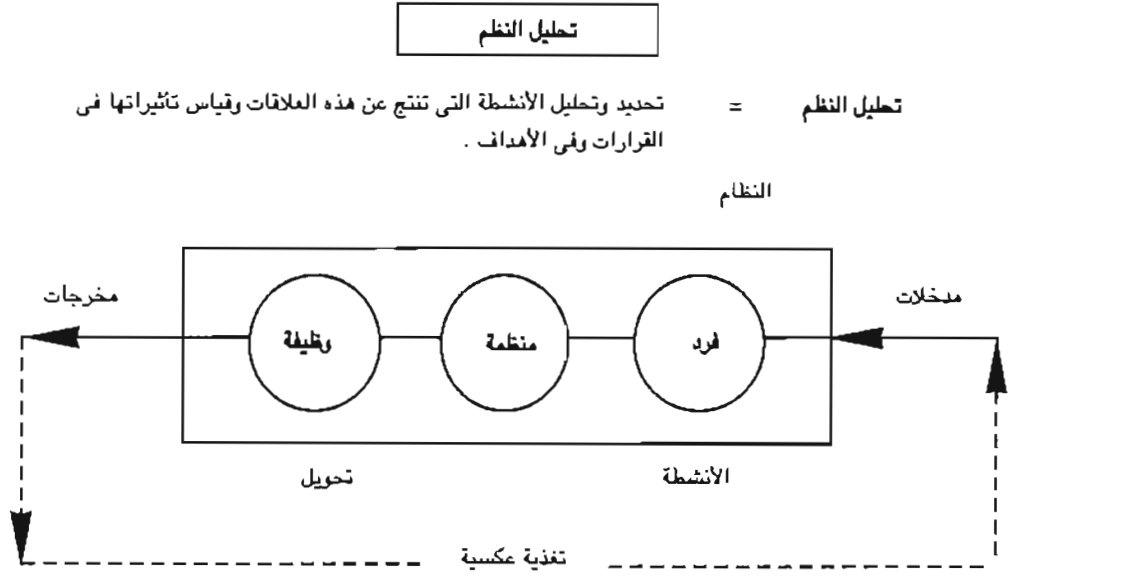 تحليل النظم
تحليل النظم = تحديد وتحليل الأنشطة التى تنتج عن هذه العلاقات وقياس تأثيراتها فى
القرارات وفى الأهداف .
النظام
مدخلات
فرد
منظمة
وظيفة
مخرجات
الأنشطة
تحويل
تغذية عكسية